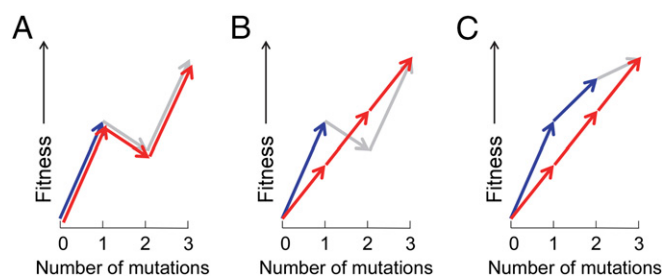 A B C
Fitness Fitness Fitness
0 1 2 3 0 1 2 3 0 1 2 3
Number of mutations Number of mutations Number of mutations